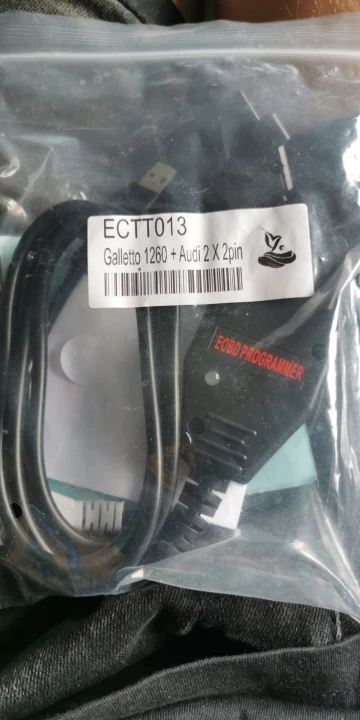 ECTT013
Galletto 1260 + Audi 2 X 2pin
EOBD PROGRAMMER